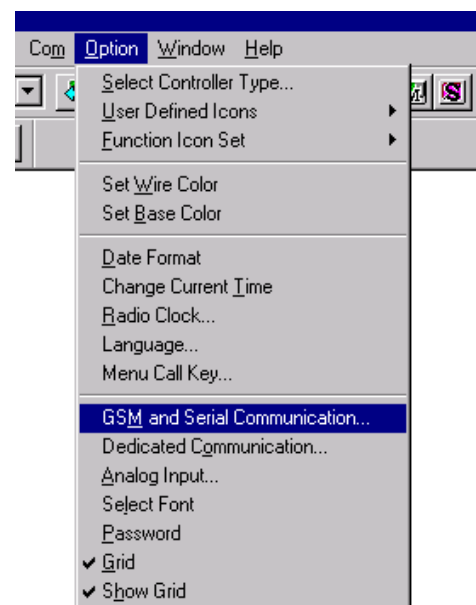 Com Option Window Help
Select Controller Type...
User Defined Icons
Function Icon Set
Set Wire Color
Set Base Color
Date Format
Change Current Time
Radio Clock...
Language...
Menu Call Key...
GSM and Serial Communication...
Dedicated Communication...
Analog Input...
Select Font
Password
Grid
Show Grid